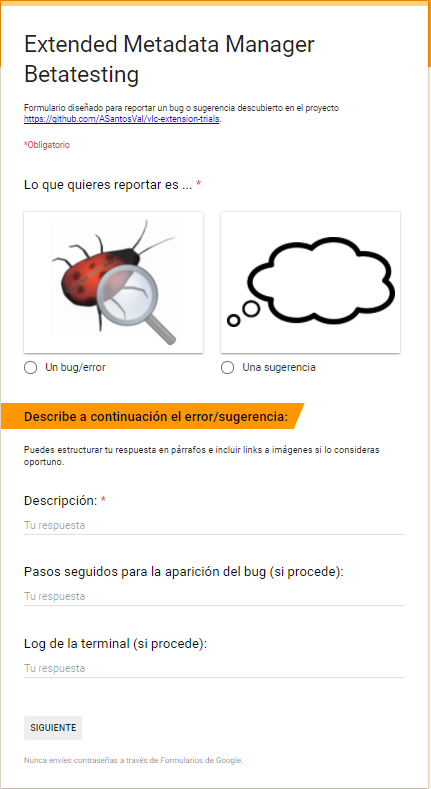 Extended Metadata Manager
Betatesting
Formulario diseñado para reportar un bug o sugerencia descubierto en el proyecto
https://github.com/ASantosVal/vlc-extension-trials.
*Obligatorio
Lo que quieres reportar es ... *
Un bug/error
Una sugerencia
Describe a continuación el error/sugerencia:
Puedes estructurar tu respuesta en párrafos e incluir links a imágenes si lo consideras
oportuno.
Descripción: *
Tu respuesta
Pasos seguidos para la aparición del bug (si procede):
Tu respuesta
Log de la terminal (si procede):
Tu respuesta
SIGUIENTE
Nunca envíes contraseñas a través de Formularios de Google.